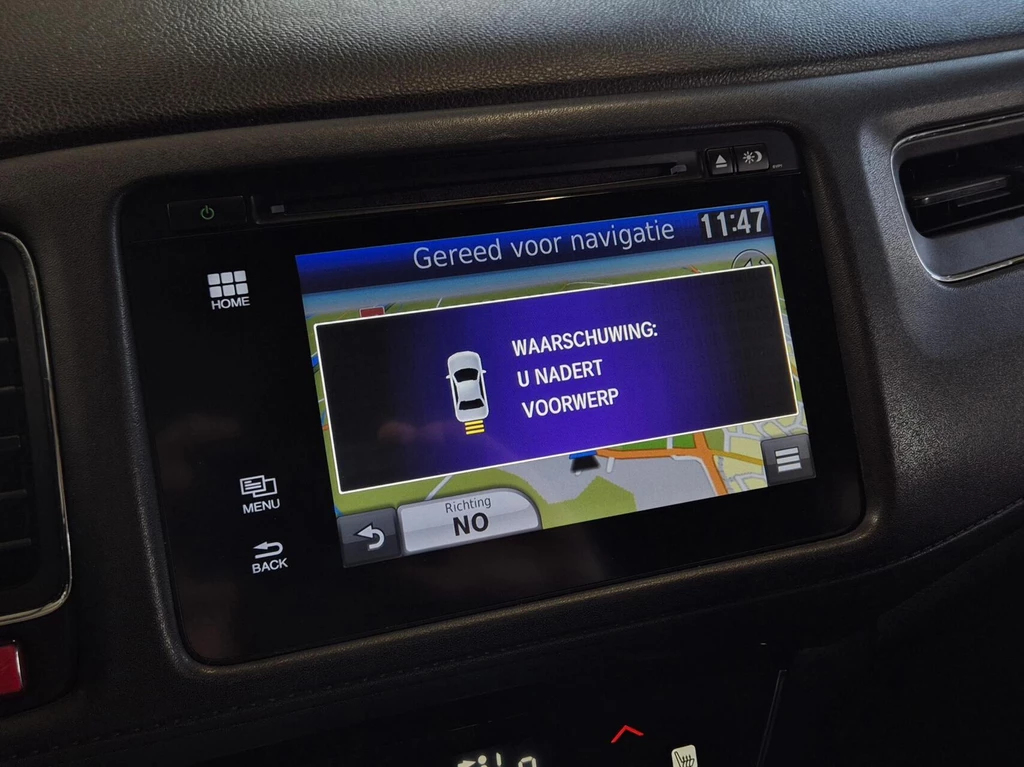 Gereed voor navigatie
11:47
HOME
WAARSCHUWING:
U NADERT
VOORWERP
MENU
Richting
NO
BACK